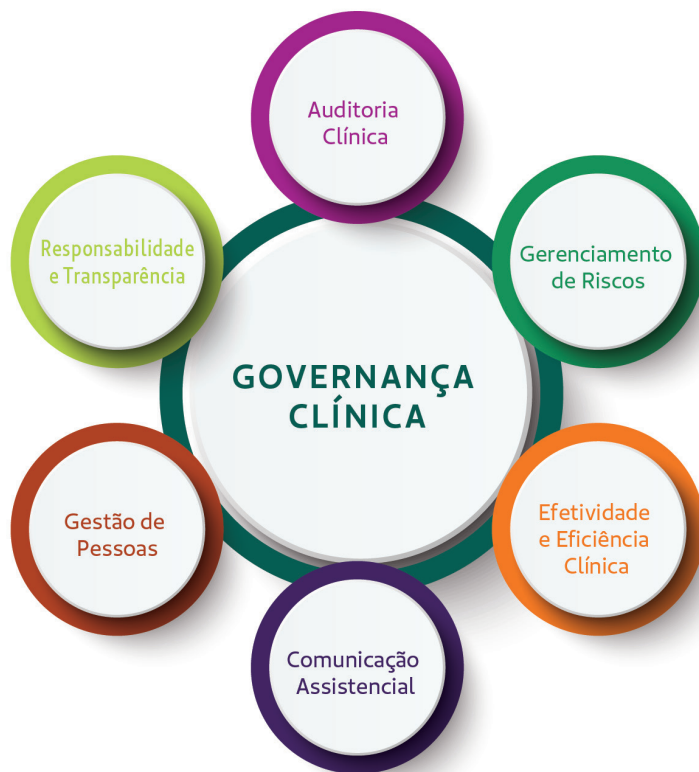 Auditoria
Clínica
Responsabilidade
e Transparência
Gerenciamento
de Riscos
GOVERNANÇA
CLÍNICA
Gestão de
Pessoas
Efetividade
e Eficiência
Clínica
Comunicação
Assistencial